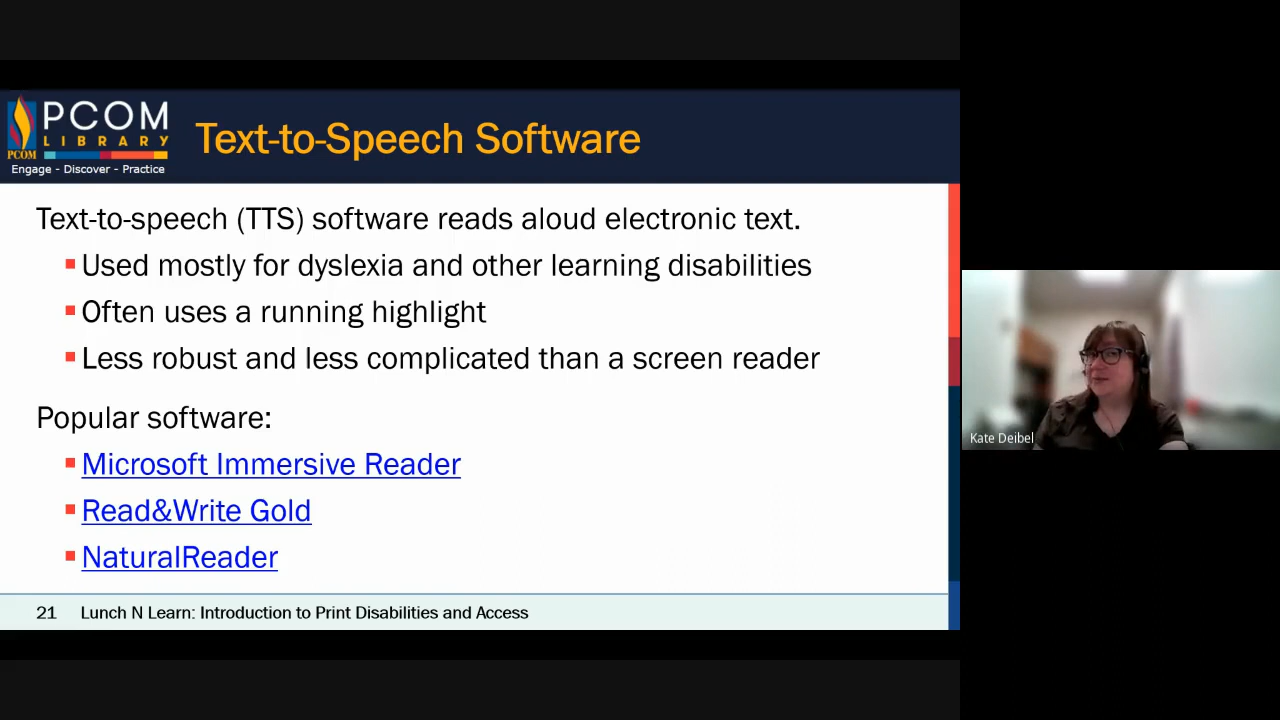 PCOM
LIBRARY
PCOM
Engage - Discover - Practice
Text-to-Speech Software
Text-to-speech (TTS) software reads aloud electronic text.
Used mostly for dyslexia and other learning disabilities
Often uses a running highlight
Less robust and less complicated than a screen reader
Popular software:
Microsoft Immersive Reader
Read&Write Gold
NaturalReader
21 Lunch N Learn: Introduction to Print Disabilities and Access
Kate Deibel